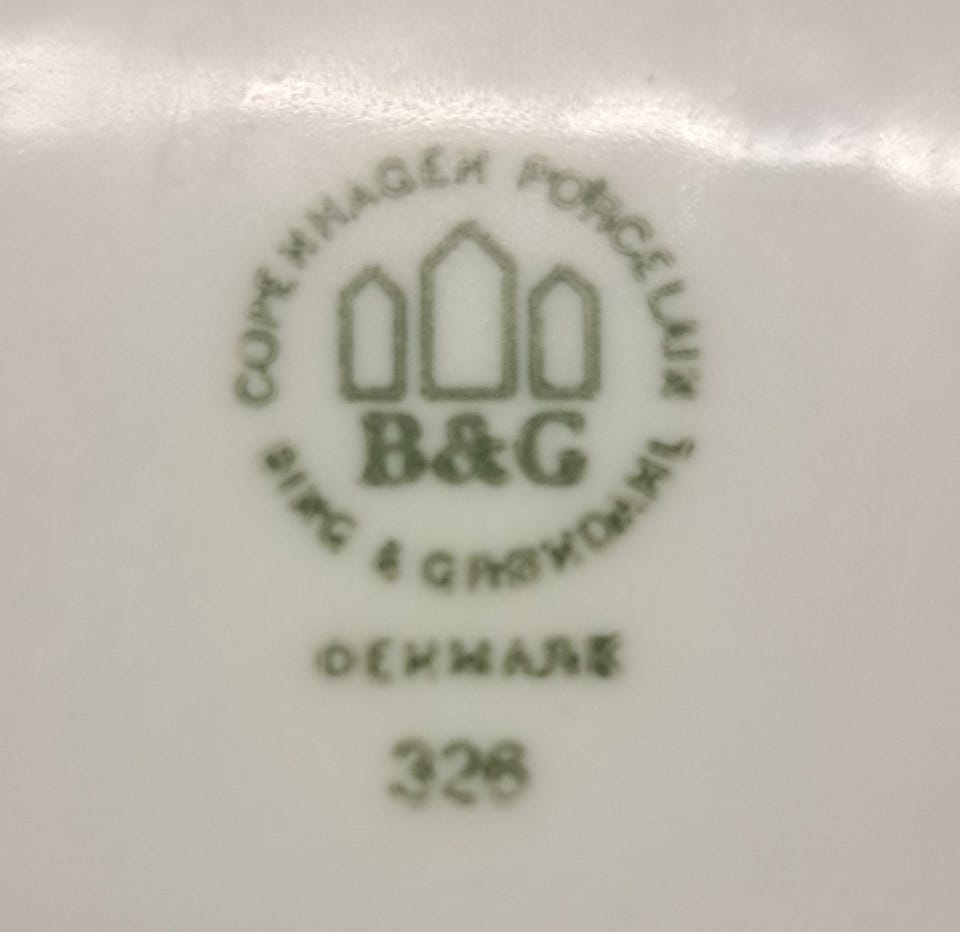 COPENHAGEN PORCELAIN
B&G
BING & GRØNDAHL
DENMARK
326